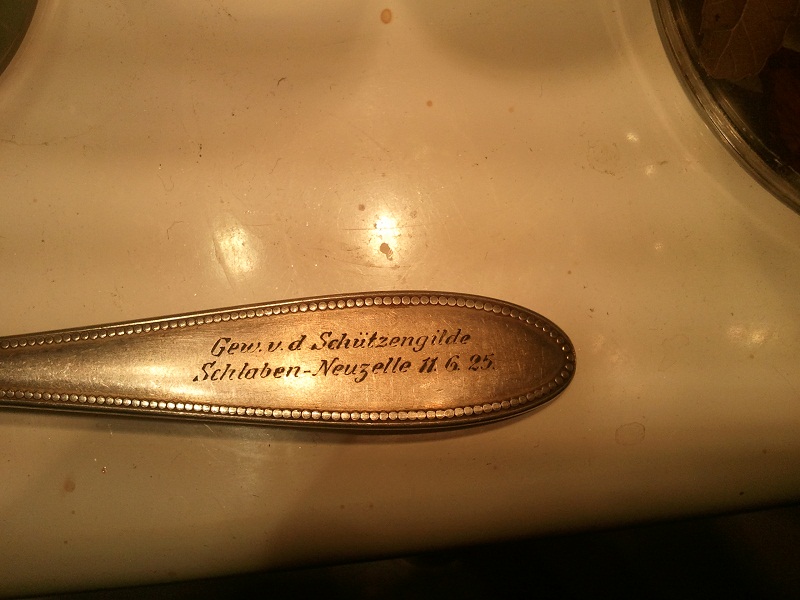 Gew. v. d Schützengilde
Schlaben-Neuzelle 11. 6. 25.